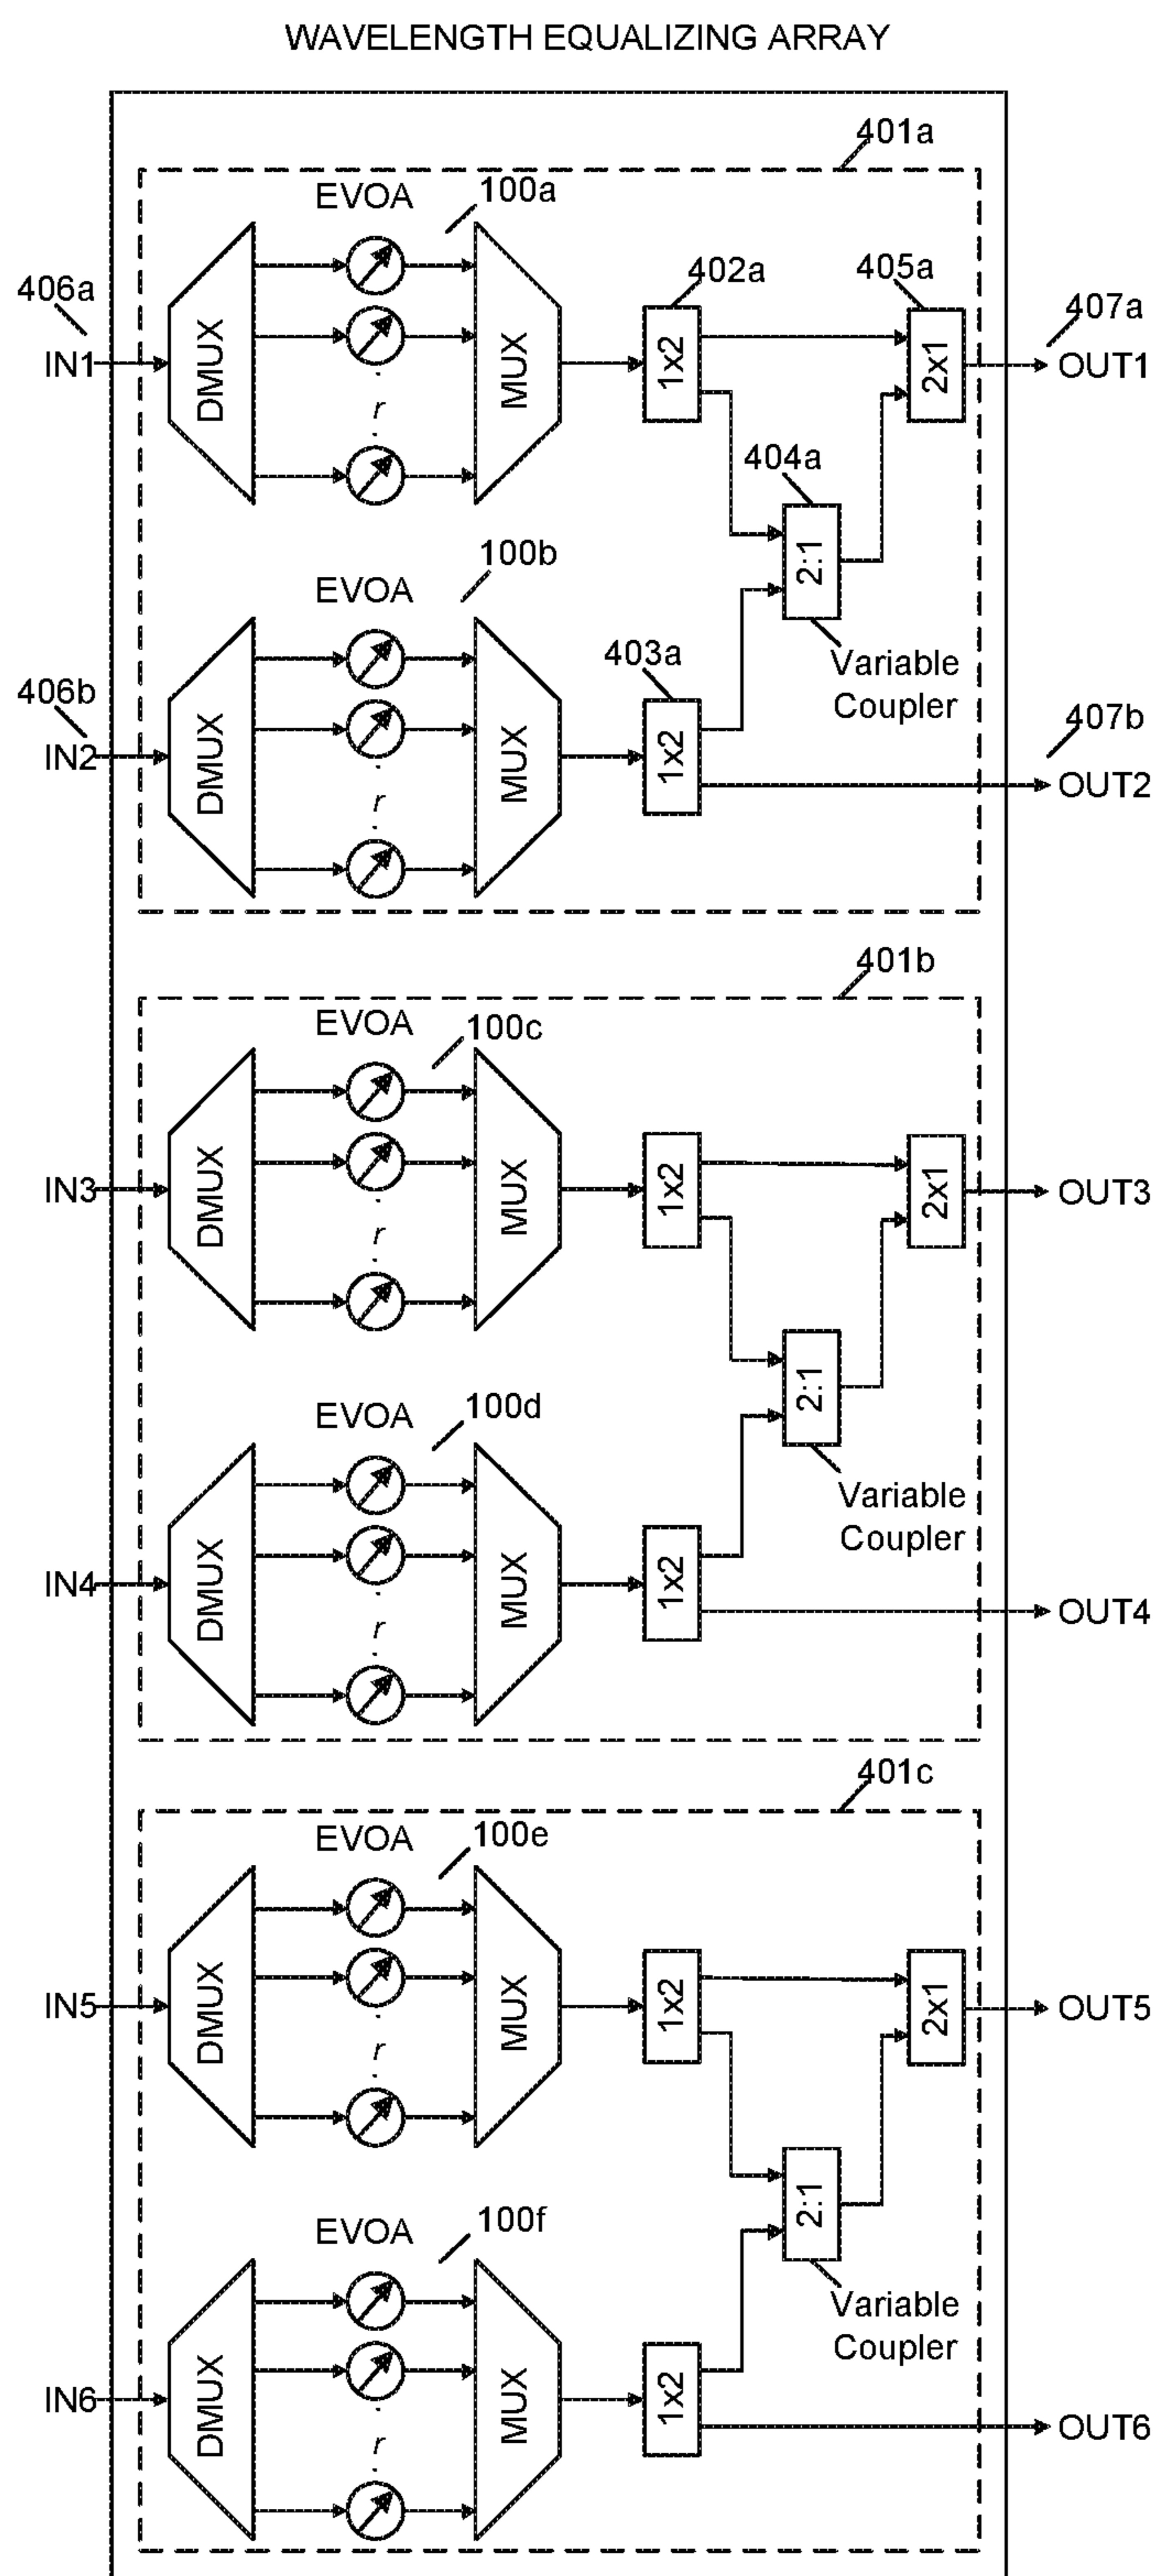 WAVELENGTH EQUALIZING ARRAY
401a
EVOA
100a
402a
405a
406a
407a
IN1
DMUX
MUX
1x2
2x1
OUT1
r
404a
2:1
EVOA
100b
Variable
Coupler
403a
406b
407b
IN2
DMUX
MUX
1x2
OUT2
r
401b
EVOA
100c
IN3
DMUX
MUX
1x2
2x1
OUT3
r
2:1
EVOA
100d
Variable
Coupler
IN4
DMUX
MUX
1x2
OUT4
r
401c
EVOA
100e
IN5
DMUX
MUX
1x2
2x1
OUT5
r
2:1
EVOA
100f
Variable
Coupler
IN6
DMUX
MUX
1x2
OUT6
r